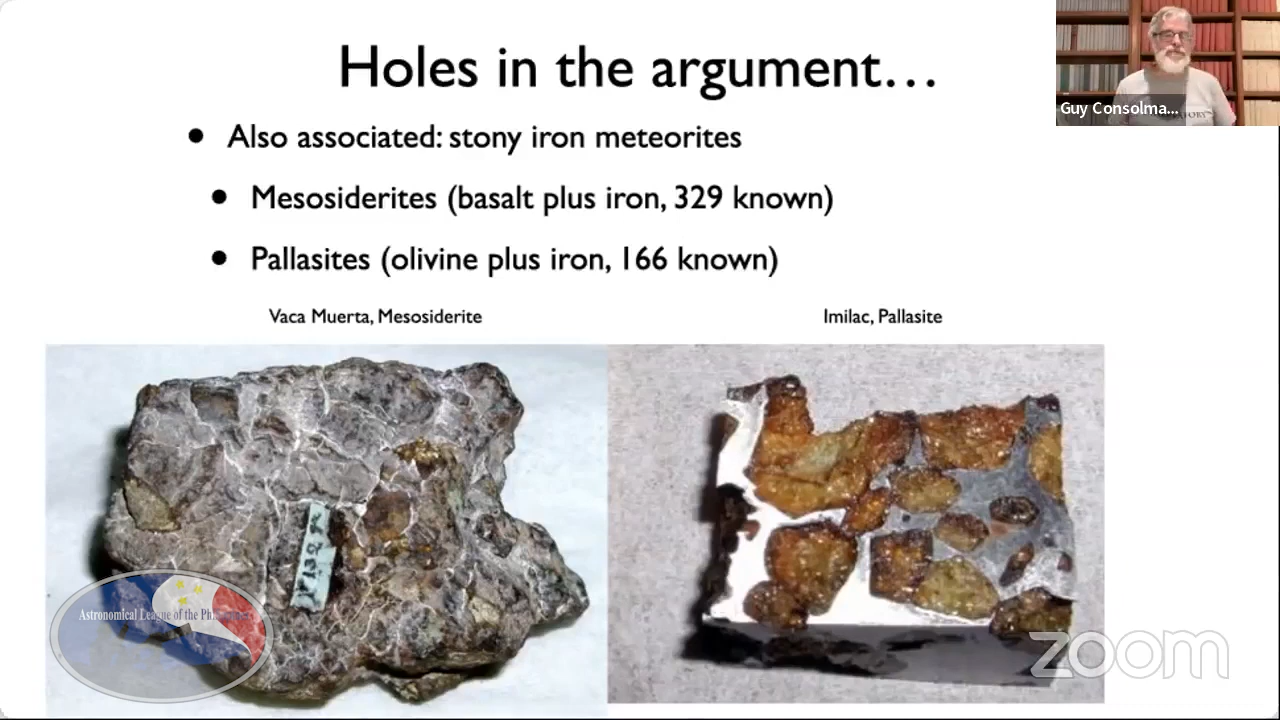 Holes in the argument…
Guy Consolma...
• Also associated: stony iron meteorites
• Mesosiderites (basalt plus iron, 329 known)
• Pallasites (olivine plus iron, 166 known)
Vaca Muerta, Mesosiderite
Imilac, Pallasite
Astronomical League of the
zoom